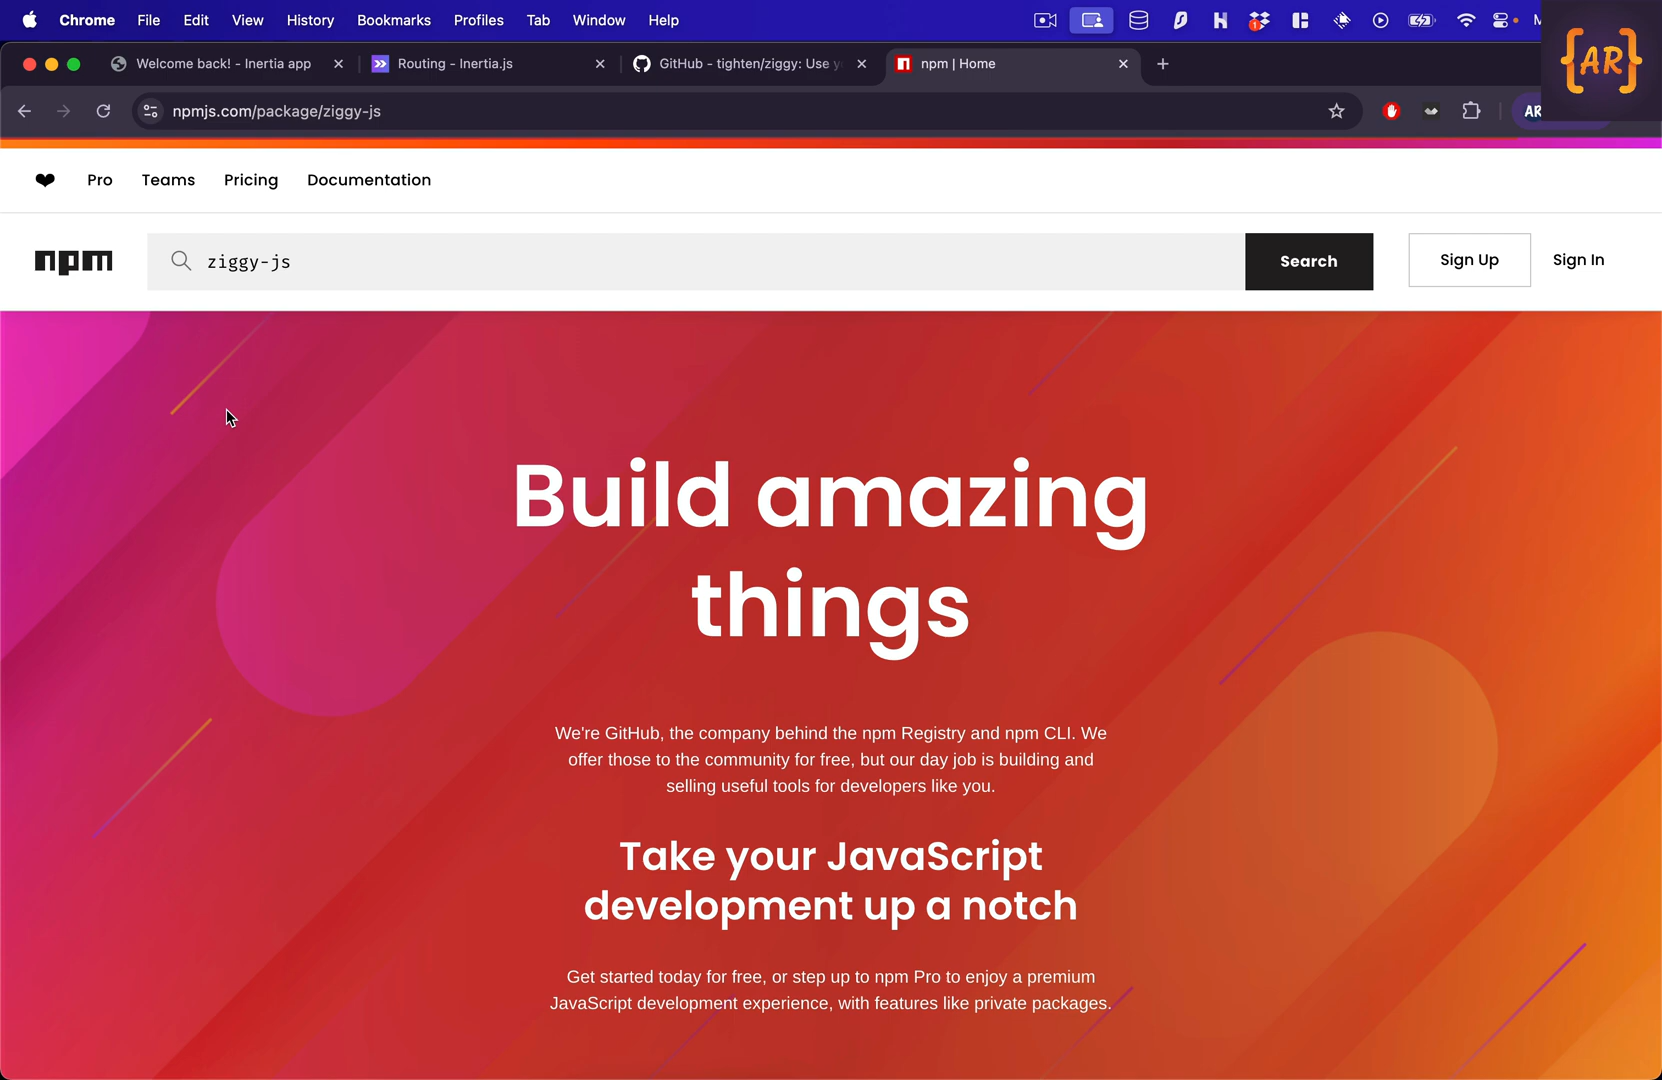 Chrome File Edit View History Bookmarks Profiles Tab Window Help
Welcome back! - Inertia app
Routing - Inertia.js
GitHub - tighten/ziggy: Use
npm | Home
{AR}
npmjs.com/package/ziggy-js
AR
Pro Teams Pricing Documentation
npm
ziggy-js
Search
Sign Up
Sign In
Build amazing
things
We're GitHub, the company behind the npm Registry and npm CLI. We
offer those to the community for free, but our day job is building and
selling useful tools for developers like you.
Take your JavaScript
development up a notch
Get started today for free, or step up to npm Pro to enjoy a premium
JavaScript development experience, with features like private packages.